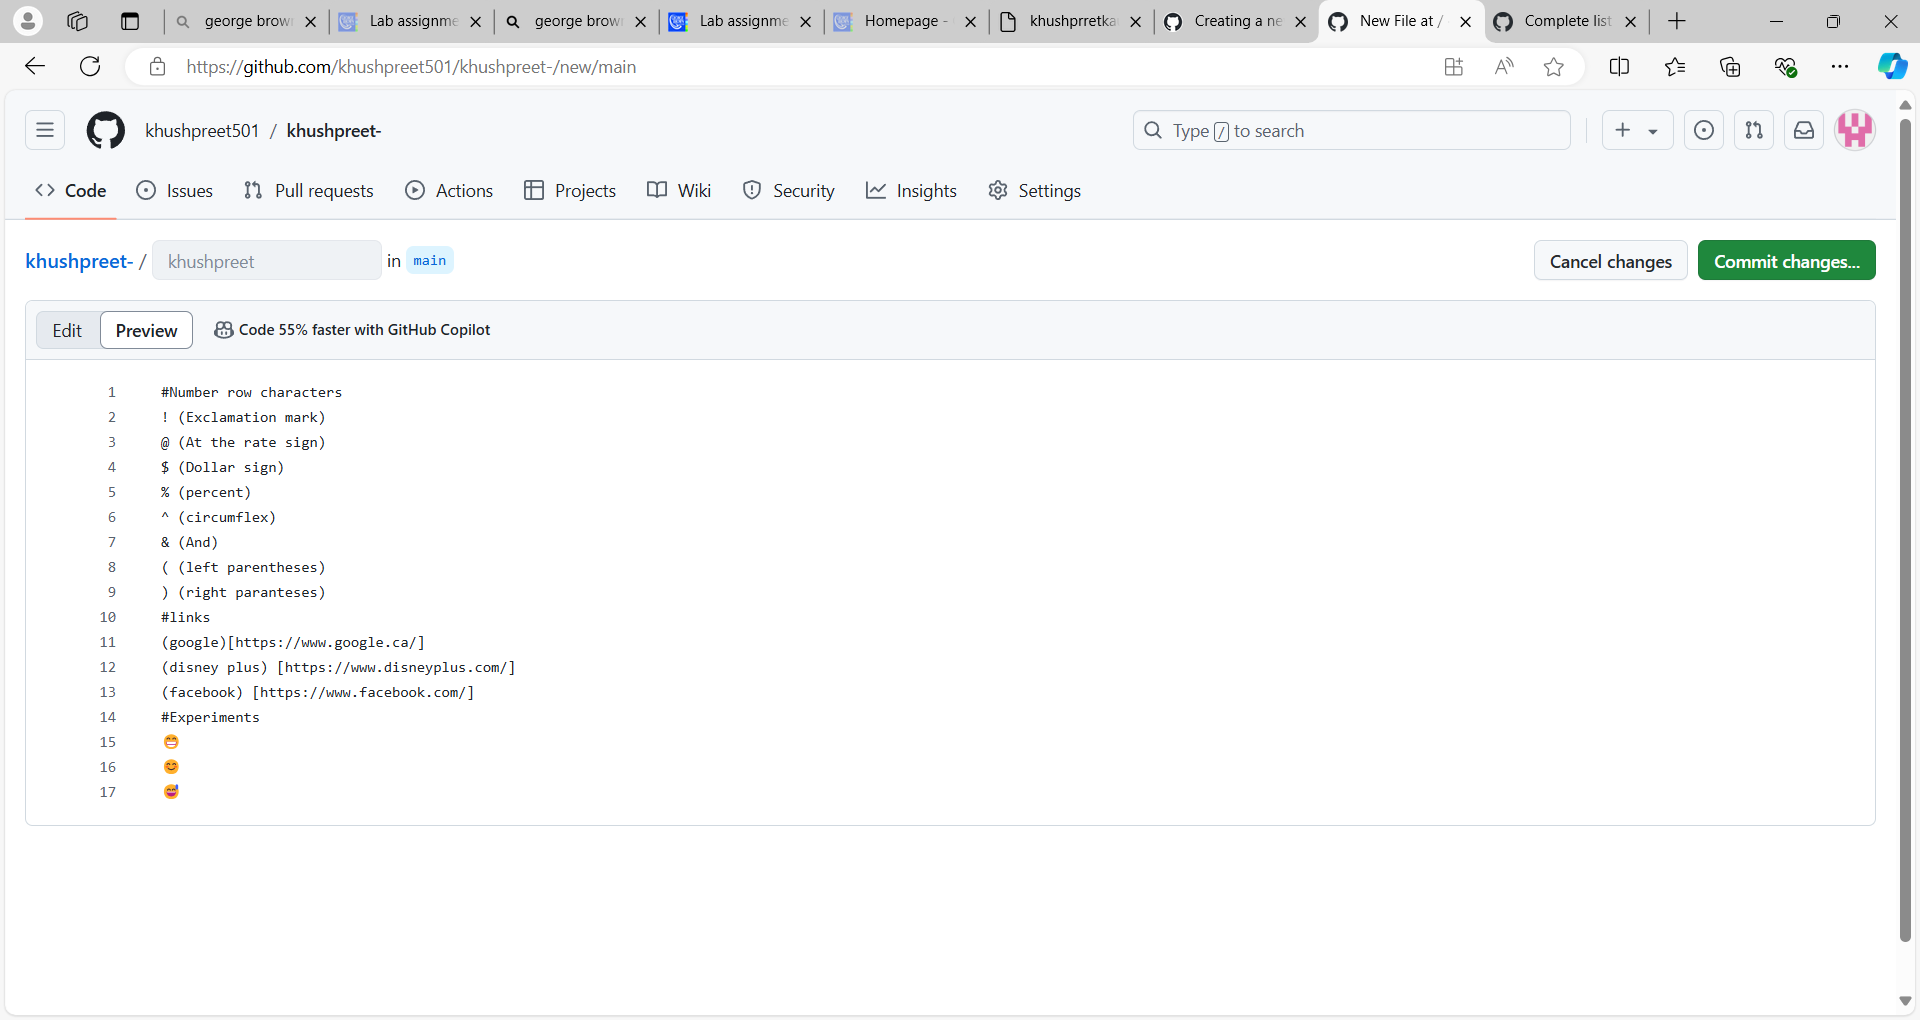 george brow
Lab assignme
george brow
Lab assignme
Homepage -
khushprretka
Creating a ne
New File at /
Complete list
https://github.com/khushpreet501/khushpreet-/new/main
khushpreet501 / khushpreet-
Type / to search
Code
Issues
Pull requests
Actions
Projects
Wiki
Security
Insights
Settings
khushpreet- / khushpreet in main
Cancel changes
Commit changes...
Edit
Preview
Code 55% faster with GitHub Copilot
1 #Number row characters
2 ! (Exclamation mark)
3 @ (At the rate sign)
4 $ (Dollar sign)
5 % (percent)
6 ^ (circumflex)
7 & (And)
8 ( (left parentheses)
9 ) (right paranteses)
10 #links
11 (google)[https://www.google.ca/]
12 (disney plus) [https://www.disneyplus.com/]
13 (facebook) [https://www.facebook.com/]
14 #Experiments
15 😁
16 😊
17 😅